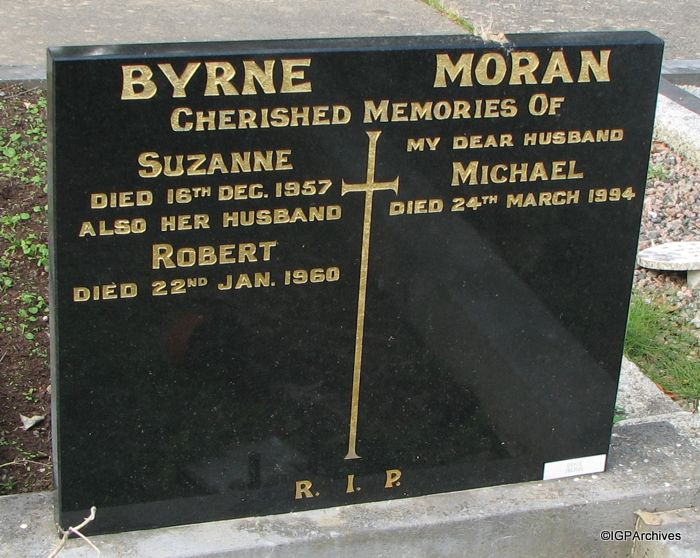 BYRNE
MORAN
CHERISHED MEMORIES OF
SUZANNE
DIED 16TH DEC. 1957
ALSO HER HUSBAND
ROBERT
DIED 22ND JAN. 1960
MY DEAR HUSBAND
MICHAEL
DIED 24TH MARCH 1994
R. I. P.
©IGPArchives